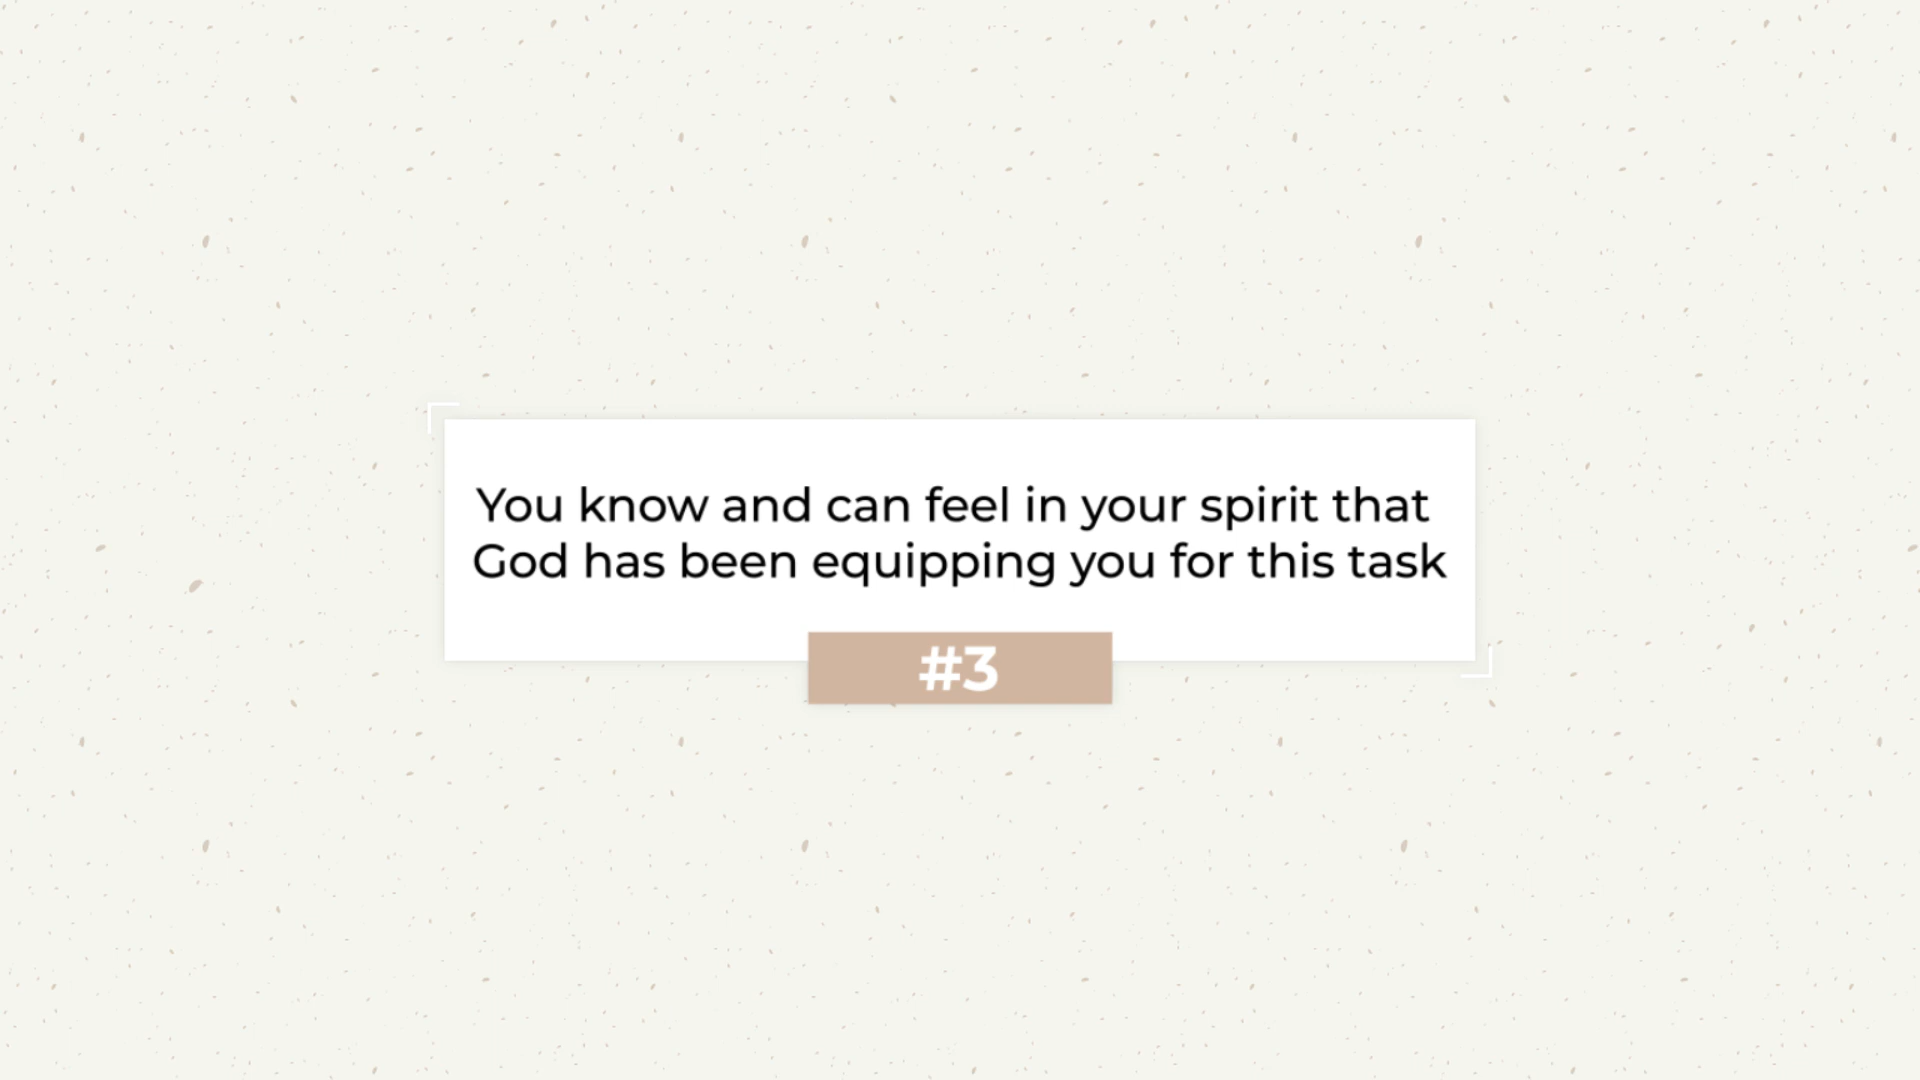 You know and can feel in your spirit that
God has been equipping you for this task
#3